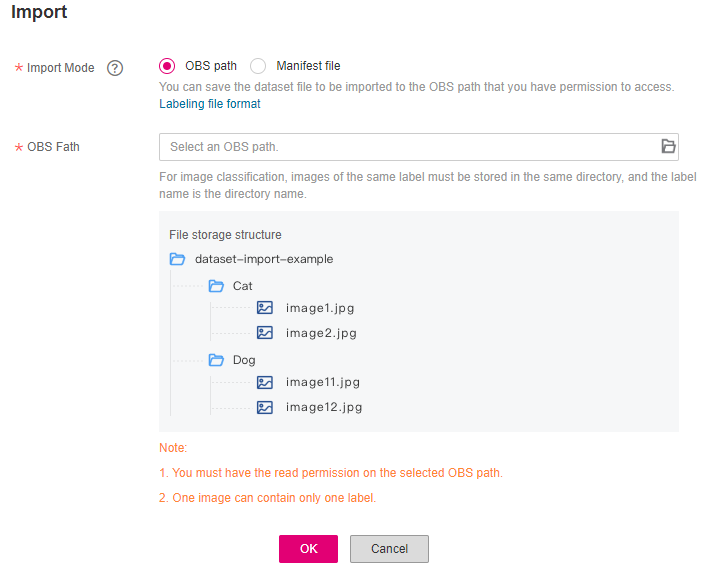 Import
* Import Mode ? OBS path Manifest file
You can save the dataset file to be imported to the OBS path that you have permission to access.
Labeling file format
* OBS Fath Select an OBS path.
For image classification, images of the same label must be stored in the same directory, and the label
name is the directory name.
File storage structure
dataset-import-example
Cat
image1.jpg
image2.jpg
Dog
image11.jpg
image12.jpg
Note:
1. You must have the read permission on the selected OBS path.
2. One image can contain only one label.
OK Cancel